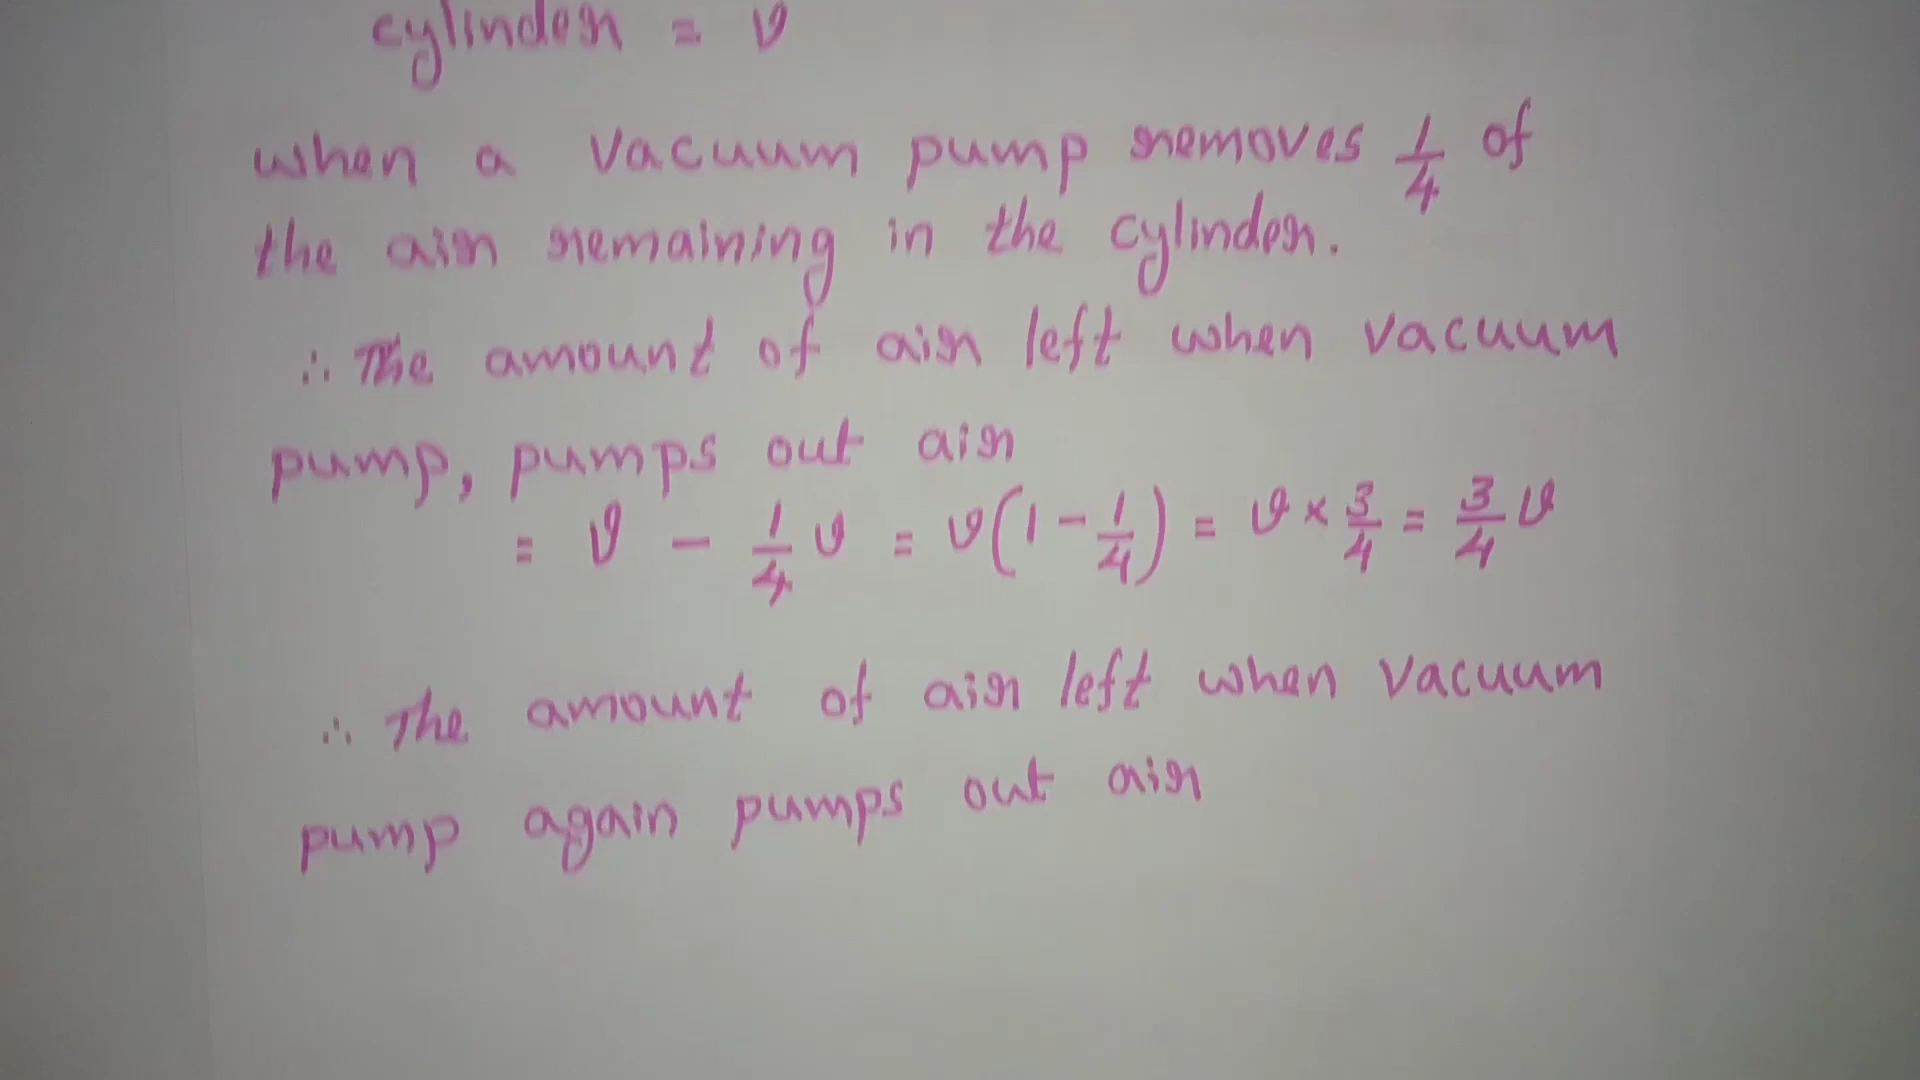 cylinder = v
when a vacuum pump removes 1/4 of
the air remaining in the cylinder.
∴ The amount of air left when vacuum
pump, pumps out air
= v - 1/4 v = v(1 - 1/4) = v × 3/4 = 3/4 v
∴ The amount of air left when vacuum
pump again pumps out air